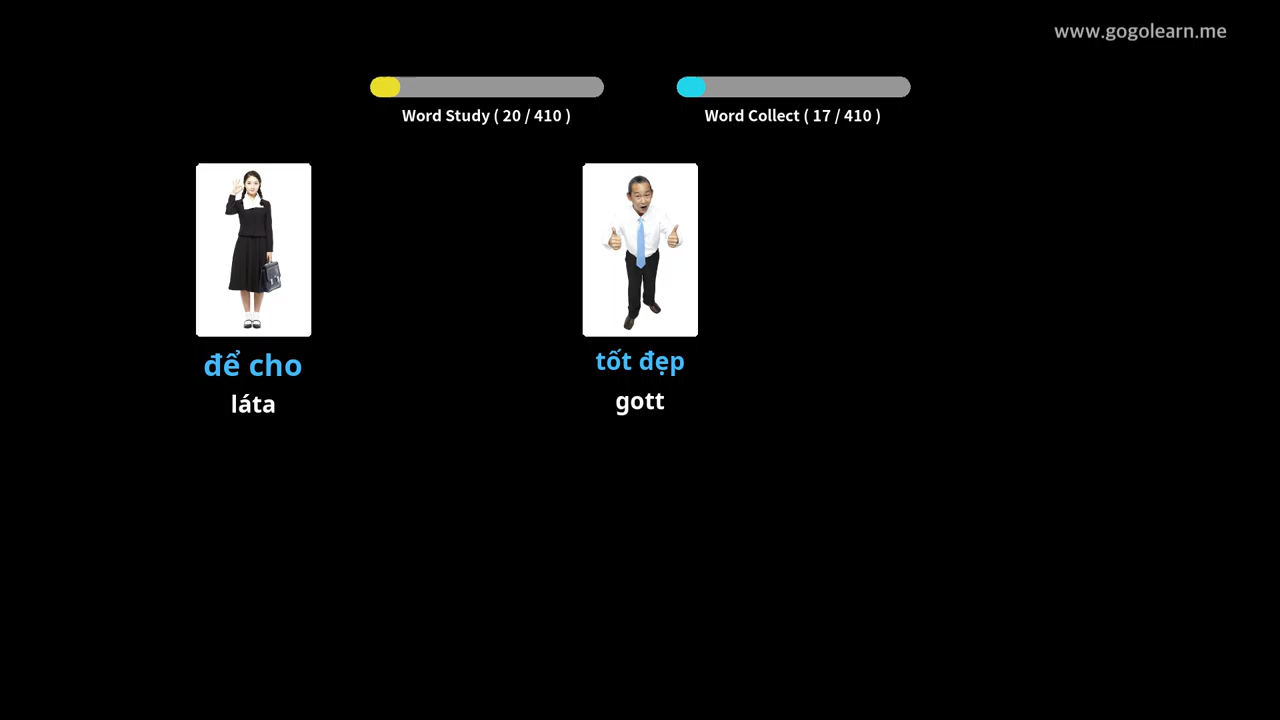 www.gogolearn.me
Word Study ( 20 / 410 )
Word Collect ( 17 / 410 )
để cho
láta
tốt đẹp
gott